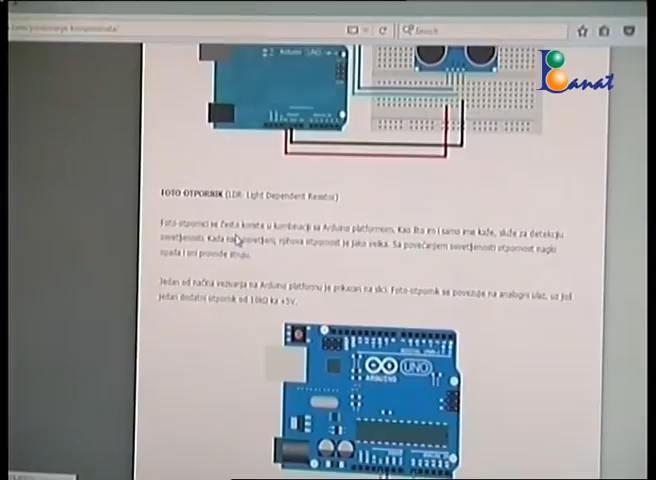 Search
Banat
Arduino UNO
FOTO OTPORNIK (LDR- Light Dependent Resistor)
Foto-otpornici se često koriste u kombinaciji sa Arduino platformom. Kao što im i samo ime kaže, služe za detekciju
osvetljenosti. Kada nisu osvetljeni, njihova otpornost je jako velika. Sa povećanjem osvetljenosti otpornost naglo
opada i oni provode struju.
Jedan od načina vezivanja na Arduino platformu je prikazan na slici. Foto-otpornik se povezuje na analogni ulaz, uz još
jedan dodatni otpornik od 10kΩ ka +5V.
UNO
ARDUINO